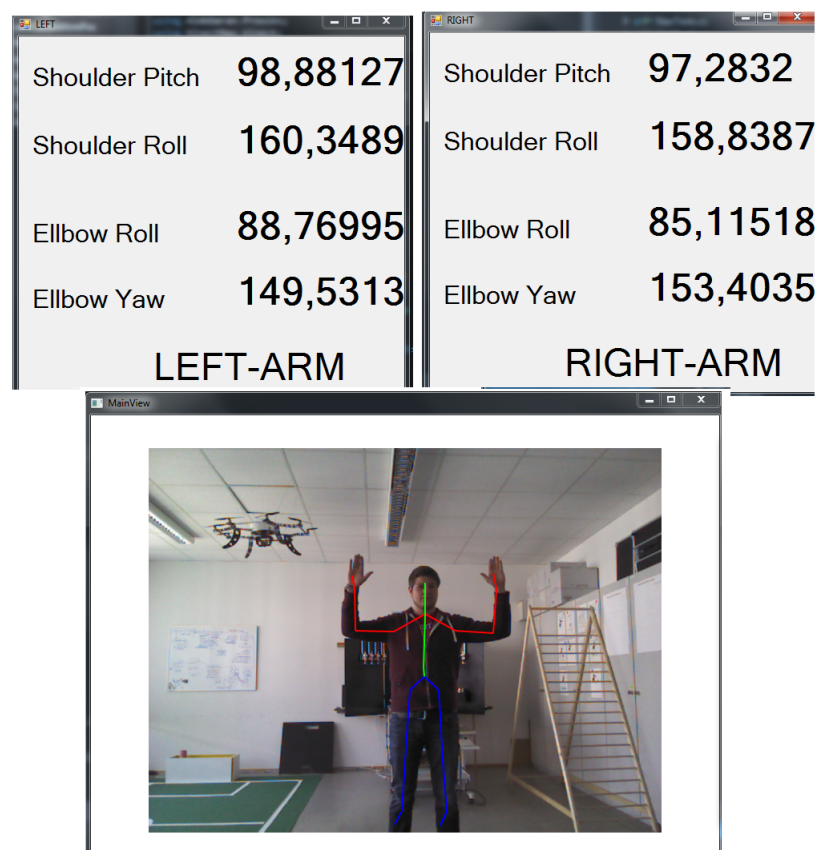 LEFT
Shoulder Pitch 98,88127
Shoulder Roll 160,3489
Ellbow Roll 88,76995
Ellbow Yaw 149,5313
LEFT-ARM
RIGHT
Shoulder Pitch 97,2832
Shoulder Roll 158,8387
Ellbow Roll 85,11518
Ellbow Yaw 153,4035
RIGHT-ARM
MainView